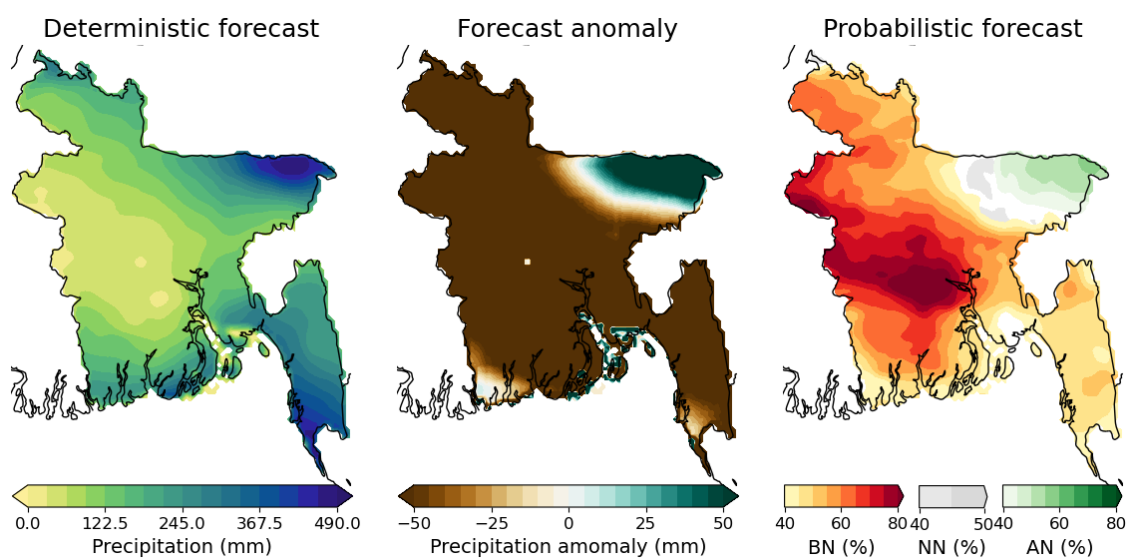 Deterministic forecast
Forecast anomaly
Probabilistic forecast
0.0 122.5 245.0 367.5 490.0
Precipitation (mm)
−50 −25 0 25 50
Precipitation amomaly (mm)
40 60 80
BN (%)
40 50
NN (%)
40 60 80
AN (%)